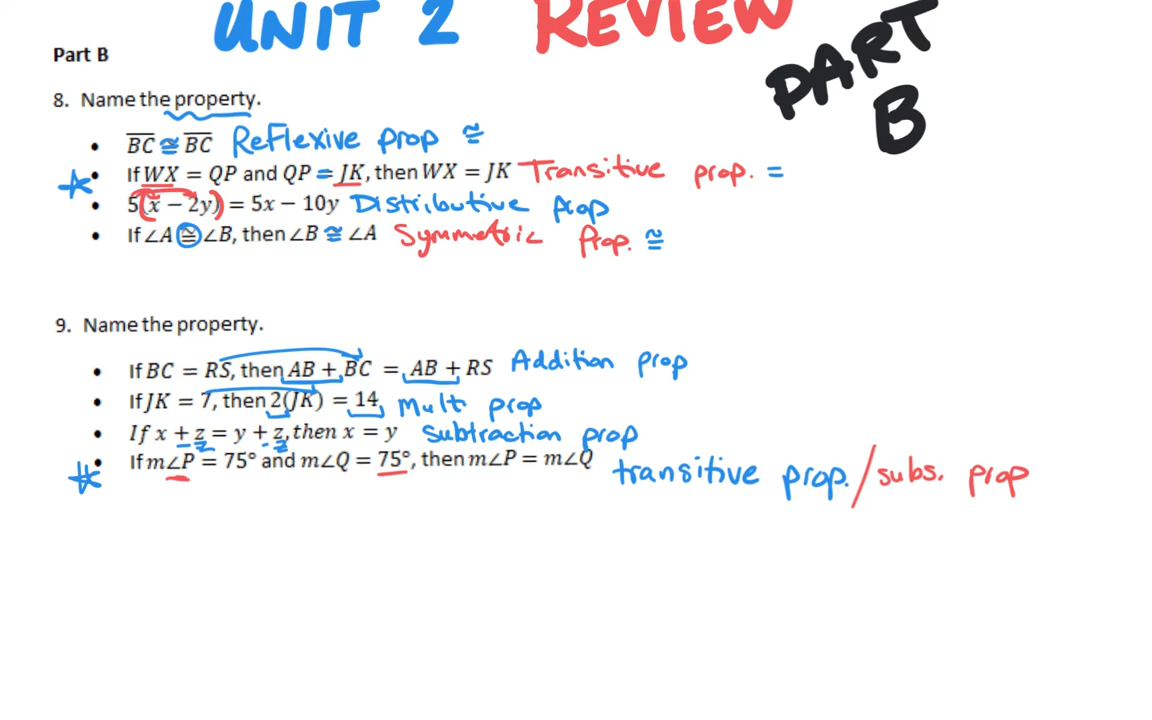 UNIT 2 REVIEW
PART
B
Part B
8. Name the property.
• B̅C̅ ≅ B̅C̅ Reflexive prop ≅
• If WX = QP and QP = JK, then WX = JK Transitive prop. =
• 5(x − 2y) = 5x − 10y Distributive prop
• If ∠A ≅ ∠B, then ∠B ≅ ∠A Symmetric Prop. ≅
9. Name the property.
• If BC = RS, then AB + BC = AB + RS Addition prop
• If JK = 7, then 2(JK) = 14 Mult prop
• If x + z = y + z, then x = y Subtraction prop
-z -z
• If m∠P = 75° and m∠Q = 75°, then m∠P = m∠Q transitive prop. / subs. prop